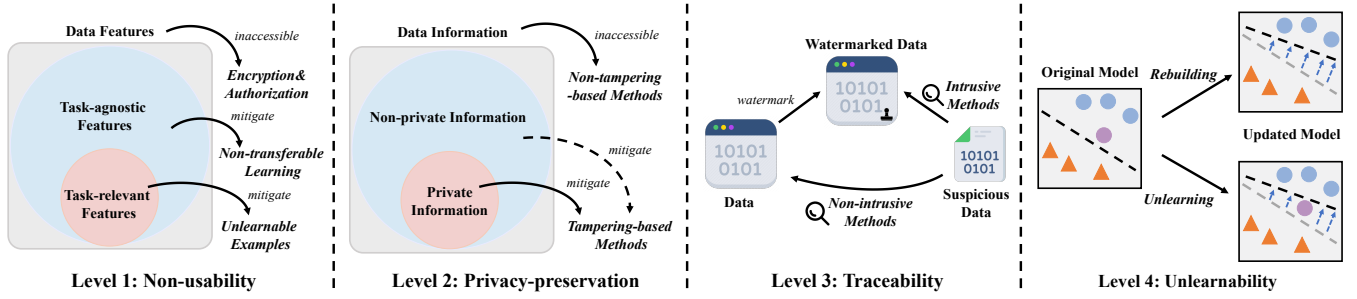 Data Features
inaccessible
Encryption&
Authorization
Task-agnostic
Features
mitigate
Non-transferable
Learning
Task-relevant
Features
mitigate
Unlearnable
Examples
Level 1: Non-usability
Data Information
inaccessible
Non-tampering
-based Methods
Non-private Information
mitigate
Private
Information
mitigate
Tampering-based
Methods
Level 2: Privacy-preservation
Watermarked Data
10101
0101
watermark
Intrusive
Methods
10101
0101
Data
10101
0101
Suspicious
Data
Non-intrusive
Methods
Level 3: Traceability
Original Model
Rebuilding
Updated Model
Unlearning
Level 4: Unlearnability